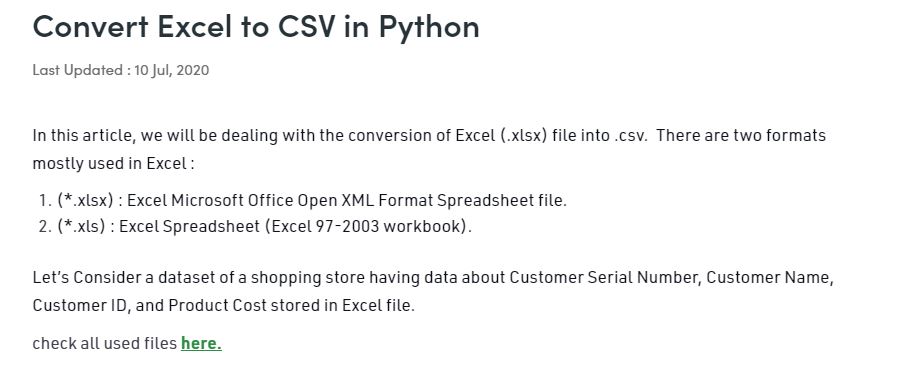 Convert Excel to CSV in Python
Last Updated : 10 Jul, 2020
In this article, we will be dealing with the conversion of Excel (.xlsx) file into .csv.  There are two formats
mostly used in Excel :
1. (*.xlsx) : Excel Microsoft Office Open XML Format Spreadsheet file.
2. (*.xls) : Excel Spreadsheet (Excel 97-2003 workbook).
Let's Consider a dataset of a shopping store having data about Customer Serial Number, Customer Name,
Customer ID, and Product Cost stored in Excel file.
check all used files here.